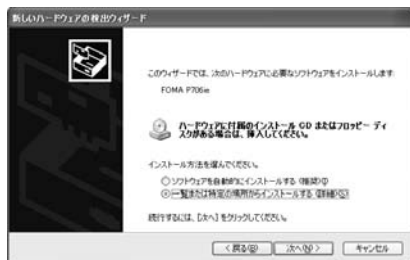 新しいハードウェアの検出ウィザード
このウィザードでは、次のハードウェアに必要なソフトウェアをインストールします:
FOMA P706ie
ハードウェアに付属のインストール CD またはフロッピー ディ
スクがある場合は、挿入してください。
インストール方法を選んでください。
ソフトウェアを自動的にインストールする (推奨)(I)
一覧または特定の場所からインストールする (詳細)(S)
続行するには、[次へ] をクリックしてください。
< 戻る(B)
次へ(N) >
キャンセル